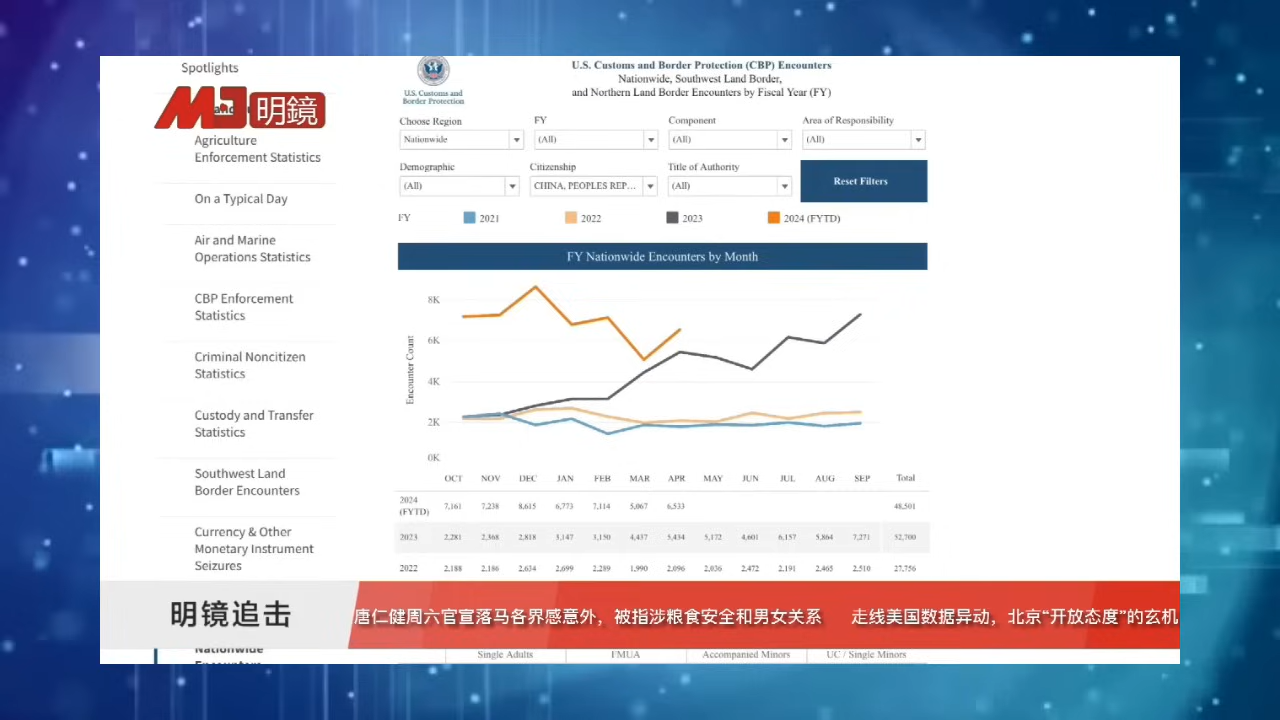 Spotlights
MJ 明鏡
Agriculture
Enforcement Statistics
On a Typical Day
Air and Marine
Operations Statistics
CBP Enforcement
Statistics
Criminal Noncitizen
Statistics
Custody and Transfer
Statistics
Southwest Land
Border Encounters
Currency & Other
Monetary Instrument
Seizures
Nationwide
Encounters
U.S. Customs and
Border Protection
U.S. Customs and Border Protection (CBP) Encounters
Nationwide, Southwest Land Border,
and Northern Land Border Encounters by Fiscal Year (FY)
Choose Region FY Component Area of Responsibility
Nationwide (All) (All) (All)
Demographic Citizenship Title of Authority
(All) CHINA, PEOPLES REP... (All) Reset Filters
FY 2021 2022 2023 2024 (FYTD)
FY Nationwide Encounters by Month
8K
6K
4K
2K
0K
Encounter Count
OCT NOV DEC JAN FEB MAR APR MAY JUN JUL AUG SEP Total
2024
(FYTD) 7,161 7,238 8,615 6,773 7,114 5,067 6,533 48,501
2023 2,281 2,368 2,818 3,147 3,150 4,437 5,434 5,172 4,601 6,157 5,864 7,271 52,700
2022 2,188 2,186 2,634 2,699 2,289 1,990 2,096 2,036 2,472 2,191 2,465 2,510 27,756
明镜追击
唐仁健周六官宣落马各界感意外，被指涉粮食安全和男女关系 走线美国数据异动，北京“开放态度”的玄机
Single Adults FMUA Accompanied Minors UC / Single Minors